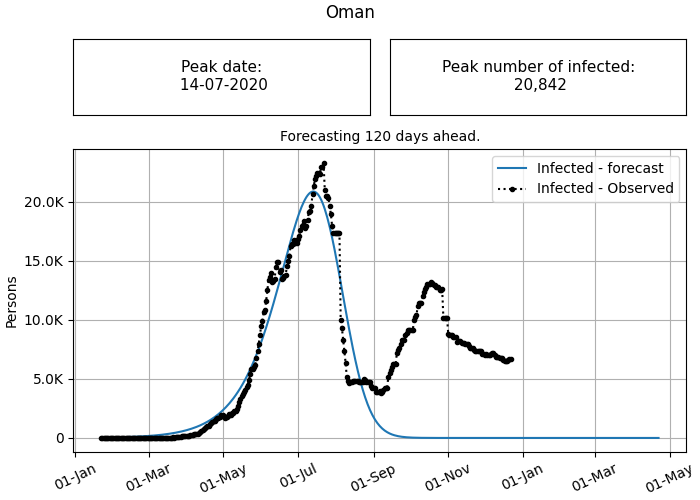 Oman
Peak date:
14-07-2020
Peak number of infected:
20,842
Forecasting 120 days ahead.
Infected - forecast
Infected - Observed
Persons
20.0K
15.0K
10.0K
5.0K
0
01-Jan
01-Mar
01-May
01-Jul
01-Sep
01-Nov
01-Jan
01-Mar
01-May